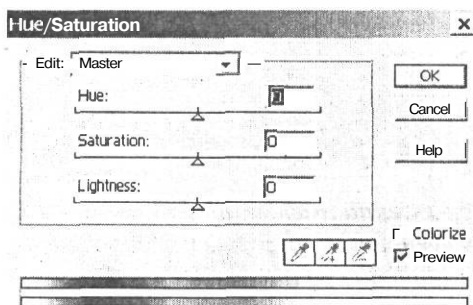 Hue/Saturation
Edit: Master
OK
Hue: 0
Cancel
Saturation: 0
Help
Lightness: 0
Colorize
Preview